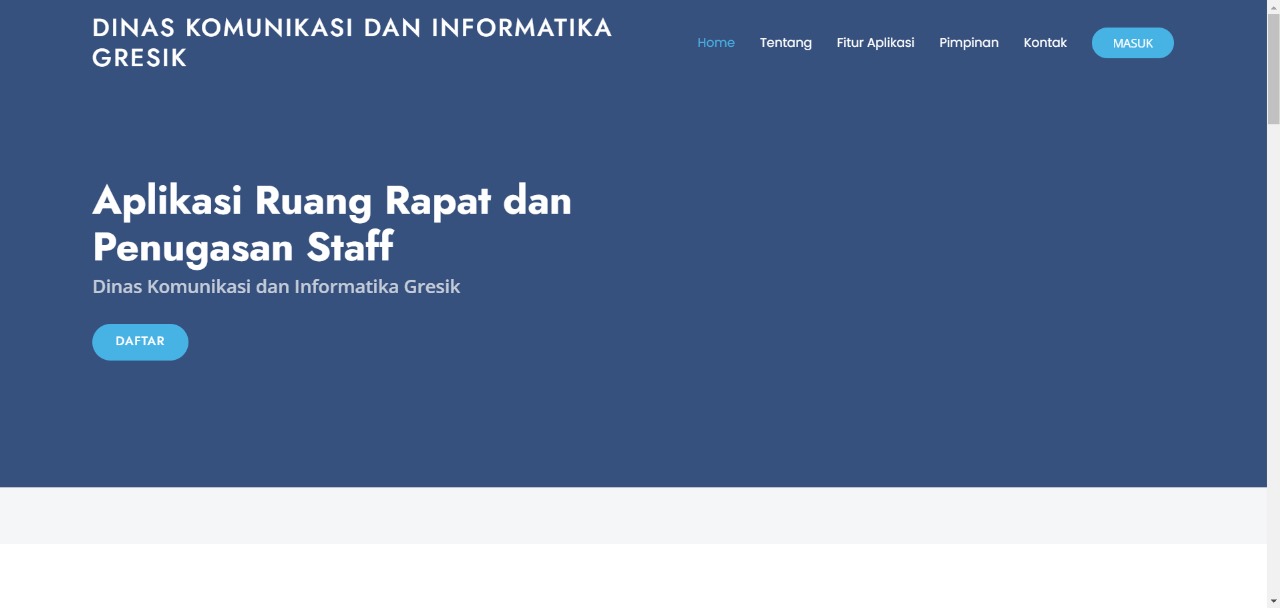 DINAS KOMUNIKASI DAN INFORMATIKA
GRESIK
Home Tentang Fitur Aplikasi Pimpinan Kontak MASUK
Aplikasi Ruang Rapat dan
Penugasan Staff
Dinas Komunikasi dan Informatika Gresik
DAFTAR